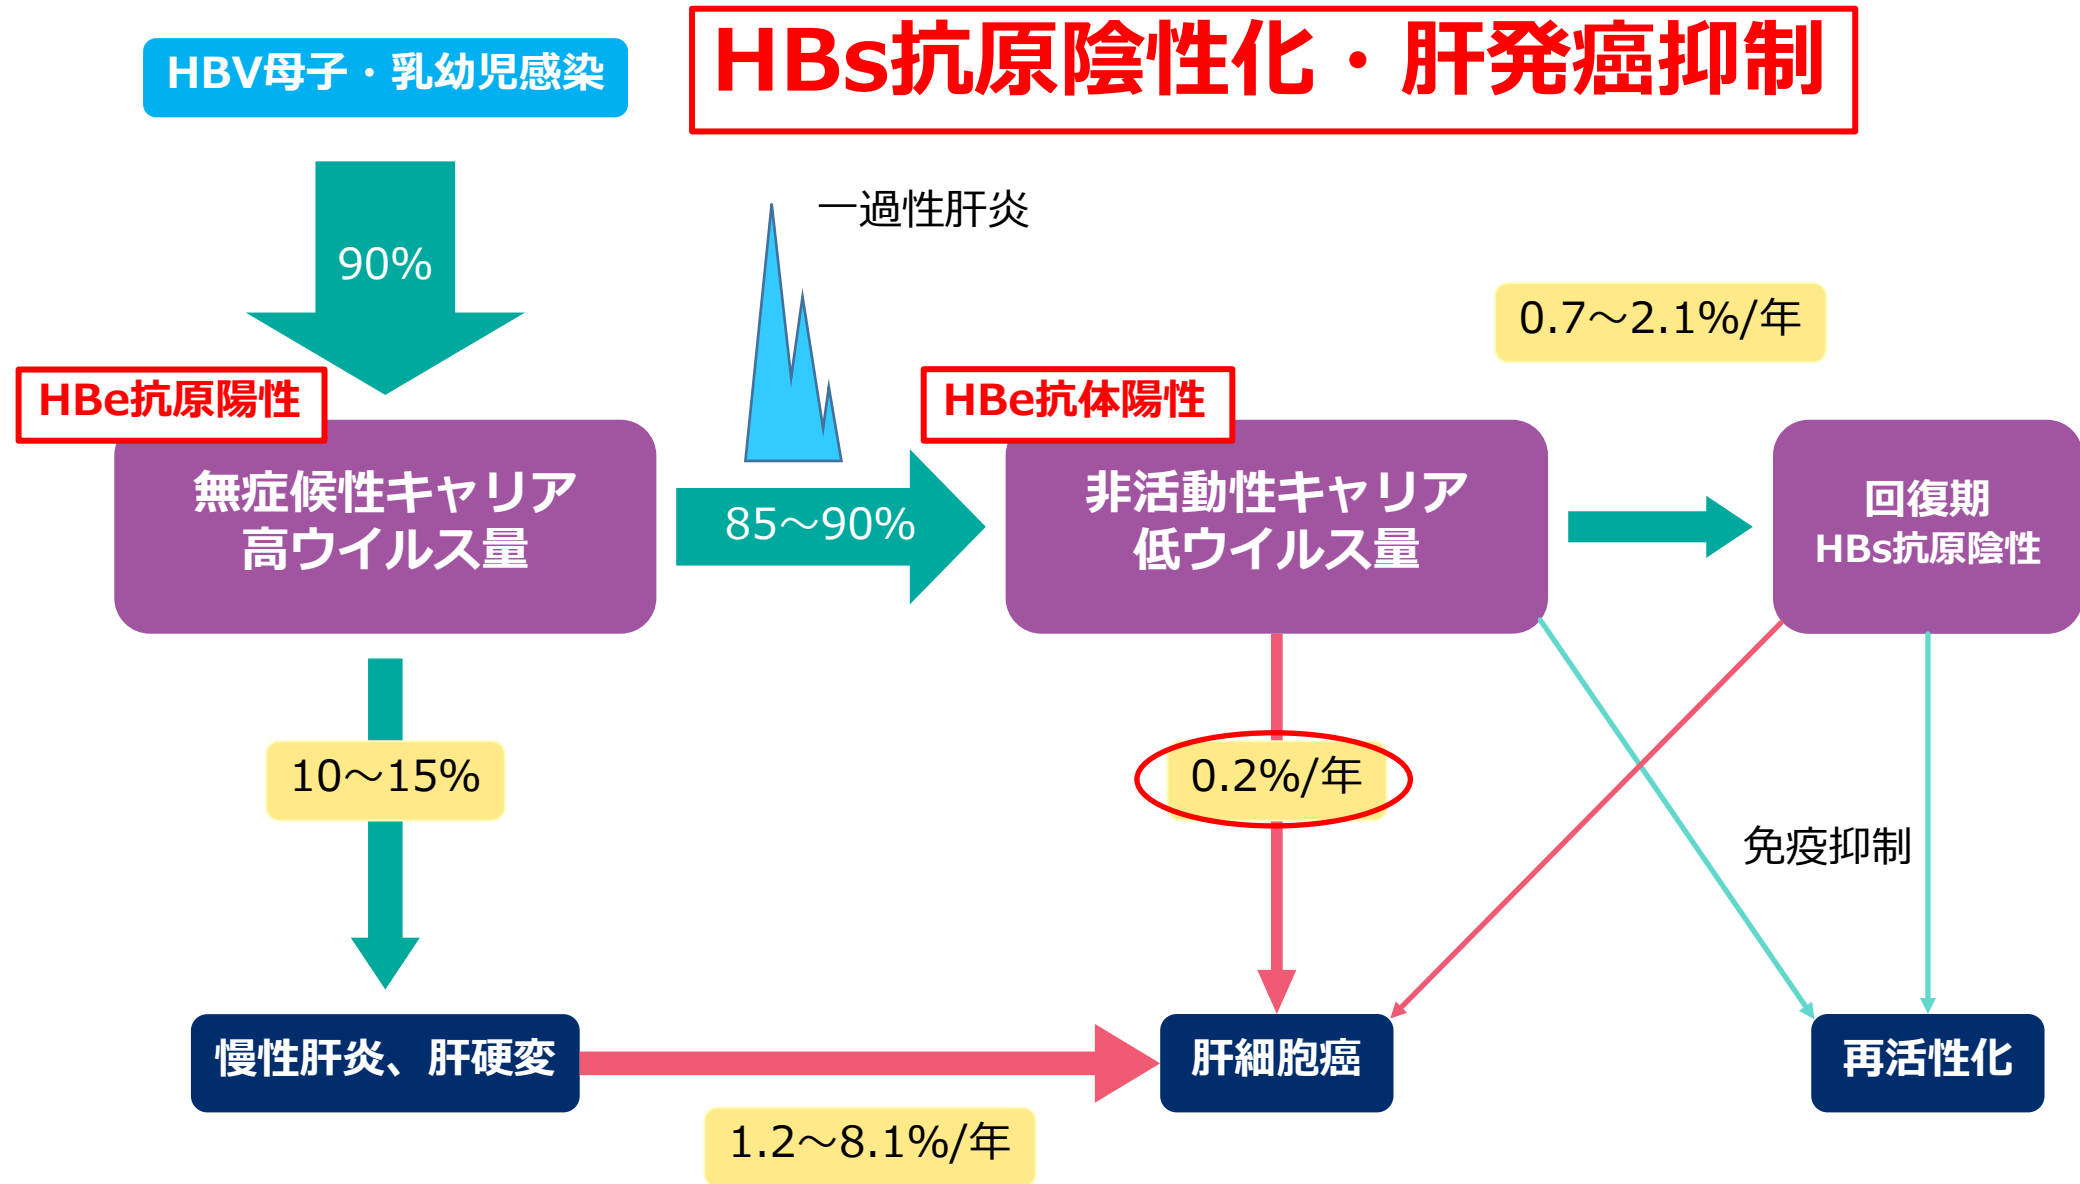 HBs抗原陰性化・肝発癌抑制
HBV母子・乳幼児感染
90%
一過性肝炎
0.7～2.1%/年
HBe抗原陽性
HBe抗体陽性
無症候性キャリア
高ウイルス量
85～90%
非活動性キャリア
低ウイルス量
回復期
HBs抗原陰性
10～15%
0.2%/年
免疫抑制
慢性肝炎、肝硬変
肝細胞癌
再活性化
1.2～8.1%/年